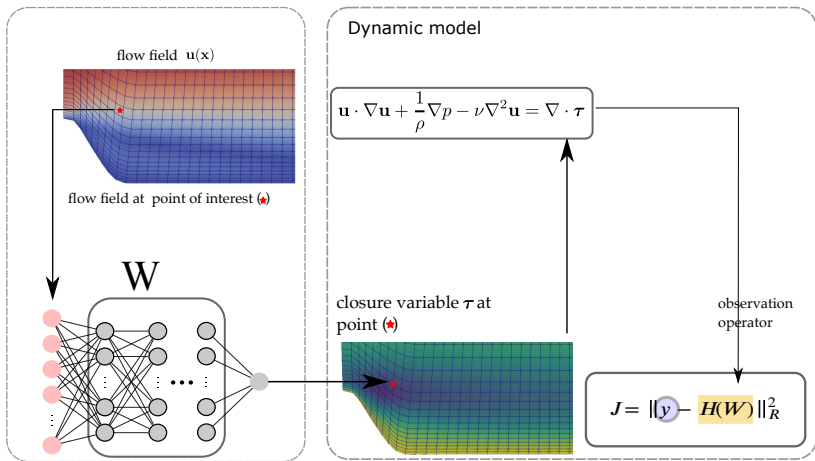 flow field u(x)
flow field at point of interest (★)
W
Dynamic model
u · ∇u + 1/ρ ∇p − ν∇²u = ∇ · τ
closure variable τ at
point (★)
observation
operator
J = ||y − H(W)||²_R